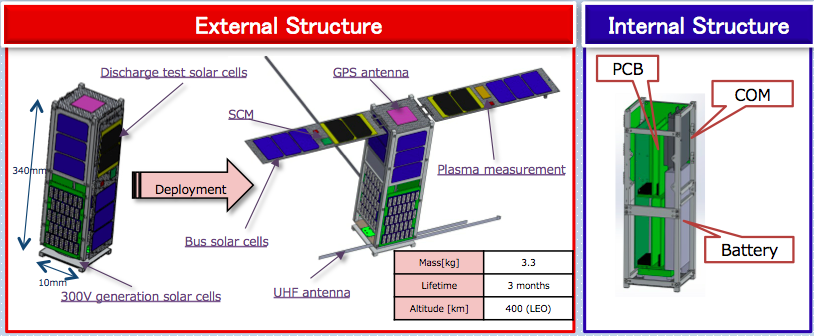 External Structure
Discharge test solar cells
GPS antenna
SCM
340mm
Deployment
Plasma measurement
Bus solar cells
10mm
300V generation solar cells
UHF antenna
Mass[kg] 3.3
Lifetime 3 months
Altitude [km] 400 (LEO)
Internal Structure
PCB
COM
Battery